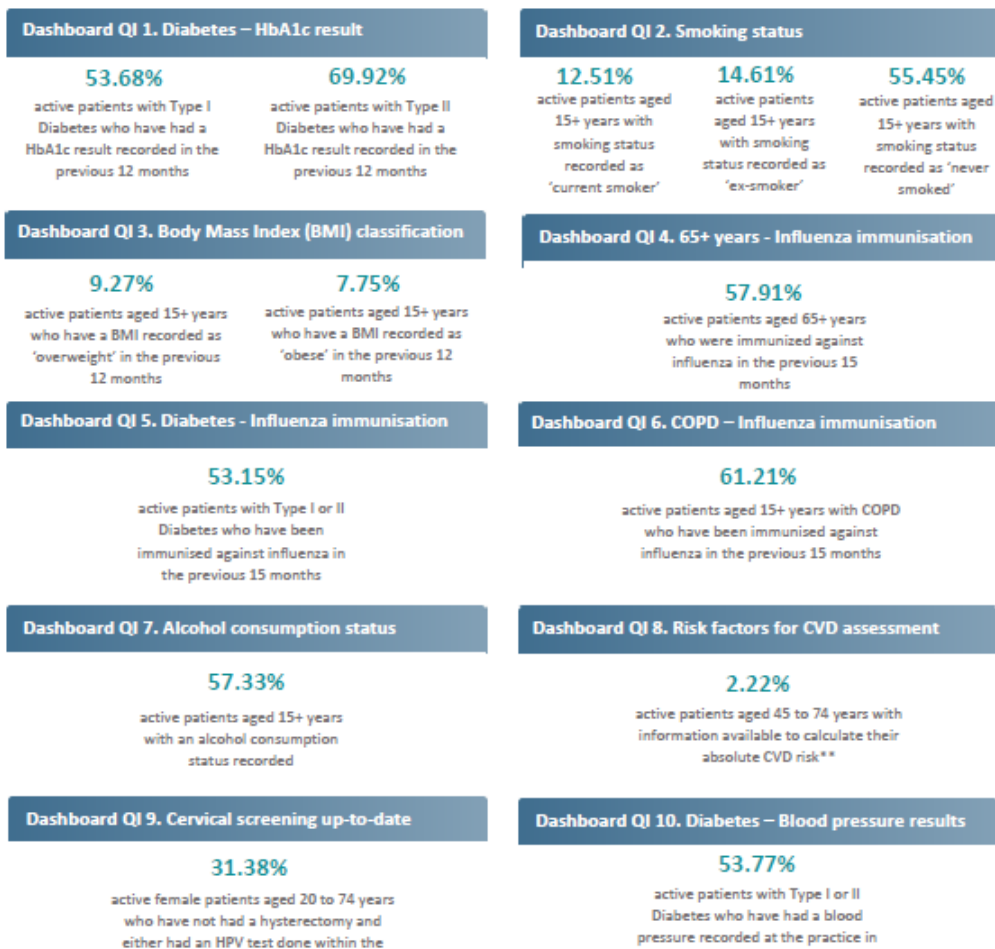 Dashboard QI 1. Diabetes – HbA1c result
53.68%
active patients with Type I
Diabetes who have had a
HbA1c result recorded in the
previous 12 months
69.92%
active patients with Type II
Diabetes who have had a
HbA1c result recorded in the
previous 12 months
Dashboard QI 2. Smoking status
12.51%
active patients aged
15+ years with
smoking status
recorded as
‘current smoker’
14.61%
active patients
aged 15+ years
with smoking
status recorded as
‘ex-smoker’
55.45%
active patients aged
15+ years with
smoking status
recorded as ‘never
smoked’
Dashboard QI 3. Body Mass Index (BMI) classification
9.27%
active patients aged 15+ years
who have a BMI recorded as
‘overweight’ in the previous
12 months
7.75%
active patients aged 15+ years
who have a BMI recorded as
‘obese’ in the previous 12
months
Dashboard QI 4. 65+ years - Influenza immunisation
57.91%
active patients aged 65+ years
who were immunized against
influenza in the previous 15
months
Dashboard QI 5. Diabetes - Influenza immunisation
53.15%
active patients with Type I or II
Diabetes who have been
immunised against influenza in
the previous 15 months
Dashboard QI 6. COPD – Influenza immunisation
61.21%
active patients aged 15+ years with COPD
who have been immunised against
influenza in the previous 15 months
Dashboard QI 7. Alcohol consumption status
57.33%
active patients aged 15+ years
with an alcohol consumption
status recorded
Dashboard QI 8. Risk factors for CVD assessment
2.22%
active patients aged 45 to 74 years with
information available to calculate their
absolute CVD risk**
Dashboard QI 9. Cervical screening up-to-date
31.38%
active female patients aged 20 to 74 years
who have not had a hysterectomy and
either had an HPV test done within the
Dashboard QI 10. Diabetes – Blood pressure results
53.77%
active patients with Type I or II
Diabetes who have had a blood
pressure recorded at the practice in